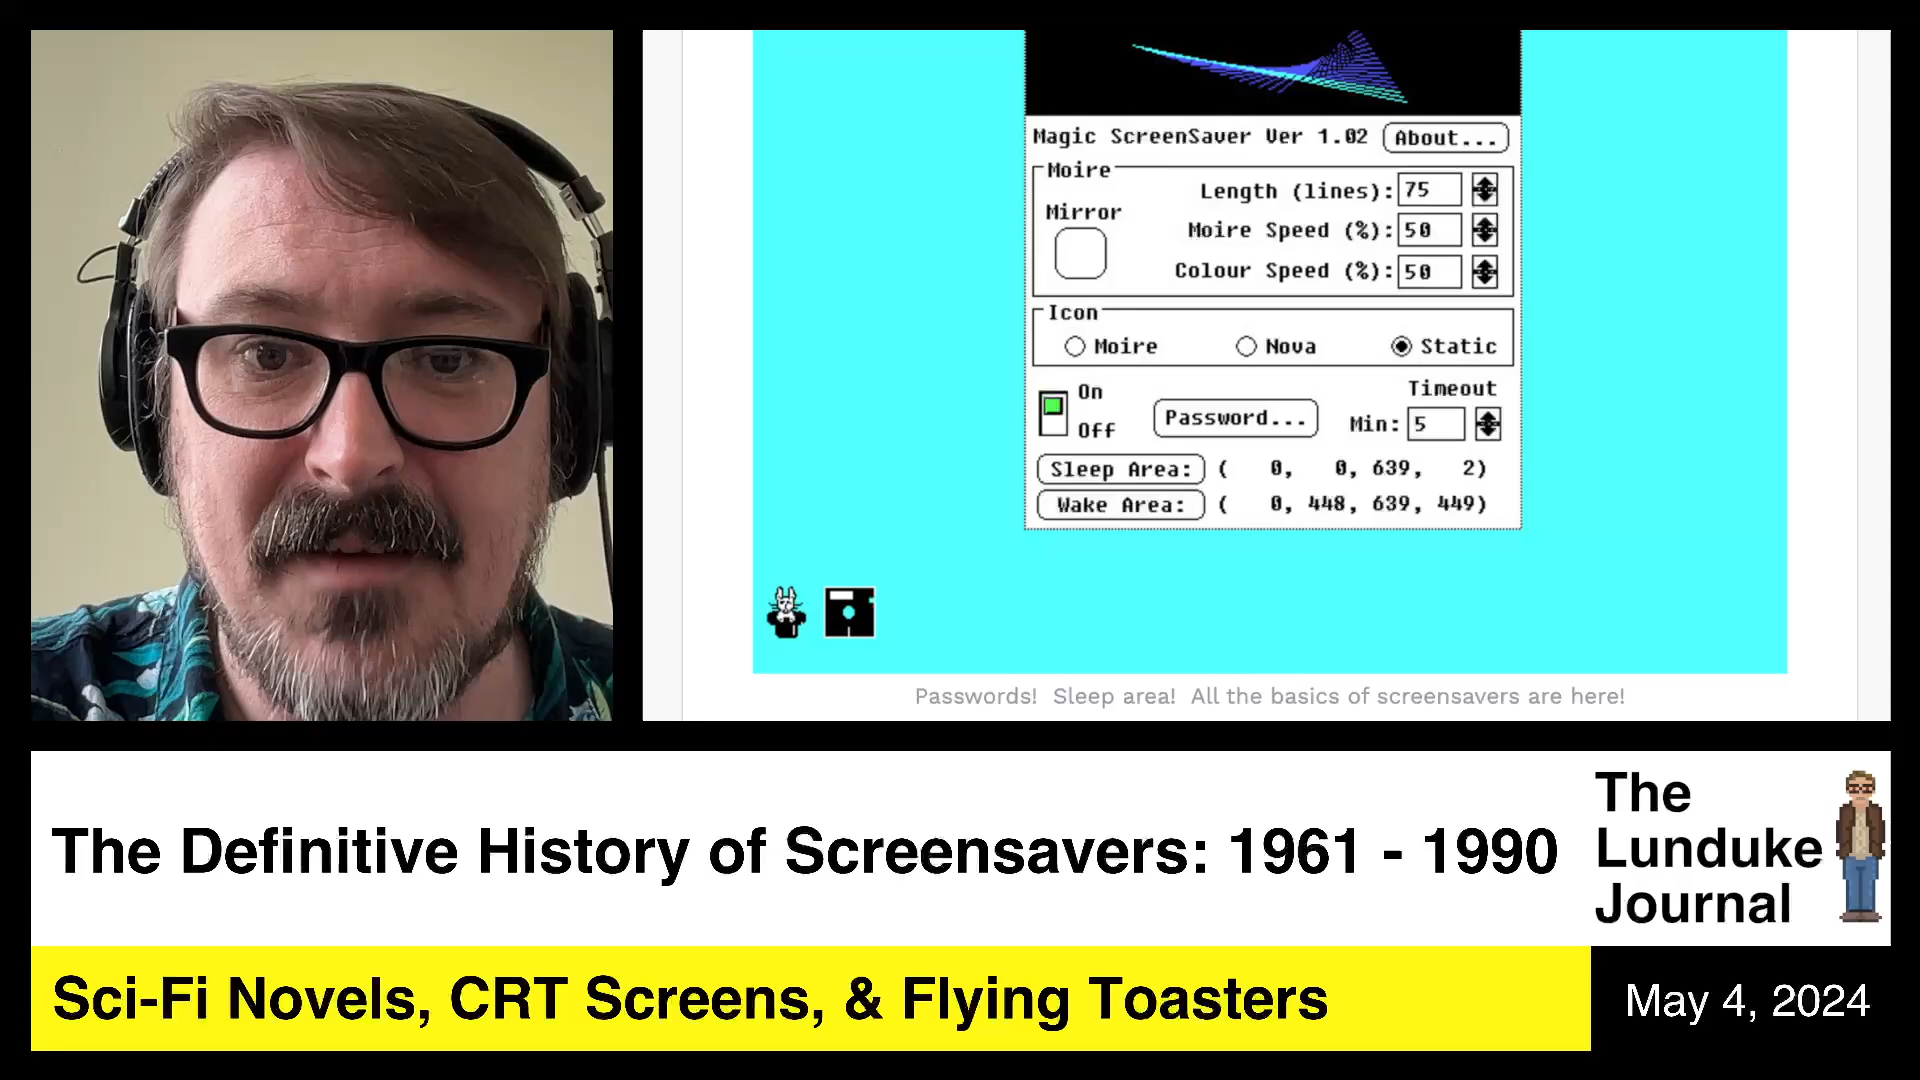 Magic ScreenSaver Ver 1.02 About...
Moire
Length (lines): 75
Mirror
Moire Speed (%): 50
Colour Speed (%): 50
Icon
Moire Nova Static
On
Off
Password...
Timeout
Min: 5
Sleep Area: ( 0, 0, 639, 2)
Wake Area: ( 0, 448, 639, 449)
Passwords! Sleep area! All the basics of screensavers are here!
The Definitive History of Screensavers: 1961 - 1990
The
Lunduke
Journal
Sci-Fi Novels, CRT Screens, & Flying Toasters
May 4, 2024